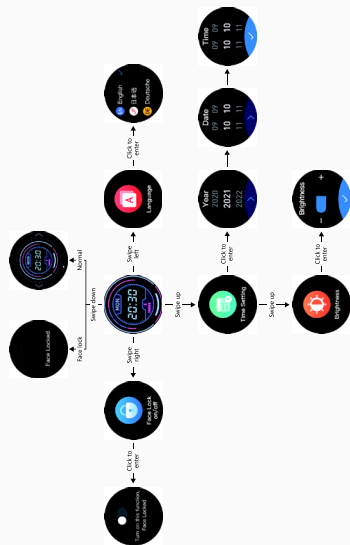 Face Locked
20:30
Face lock
Normal
Swipe down
Turn on this function,
Face Locked
Click to
enter
Face Lock
on/off
Swipe
right
MON
20:30
Swipe
left
Language
Click to
enter
English
日本語
Deutsche
Swipe up
Time Setting
Click to
enter
Year
2020
2021
2022
Date
09 09
10 10
11 11
Time
09 09
10 10
11 11
Swipe up
Brightness
Click to
enter
Brightness
− +